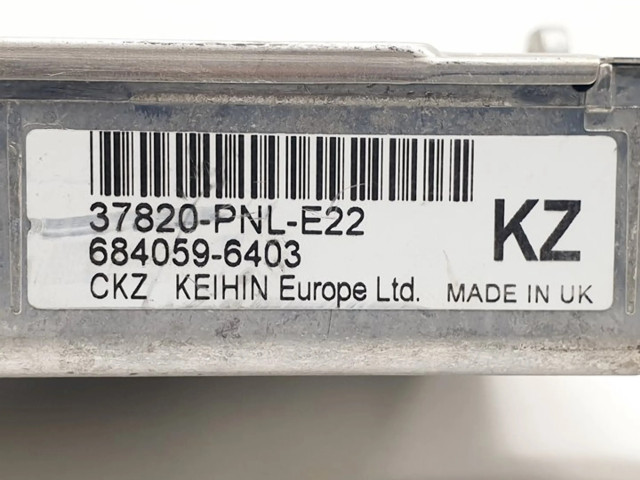 37820-PNL-E22
684059-6403
KZ
CKZ KEIHIN Europe Ltd. MADE IN UK